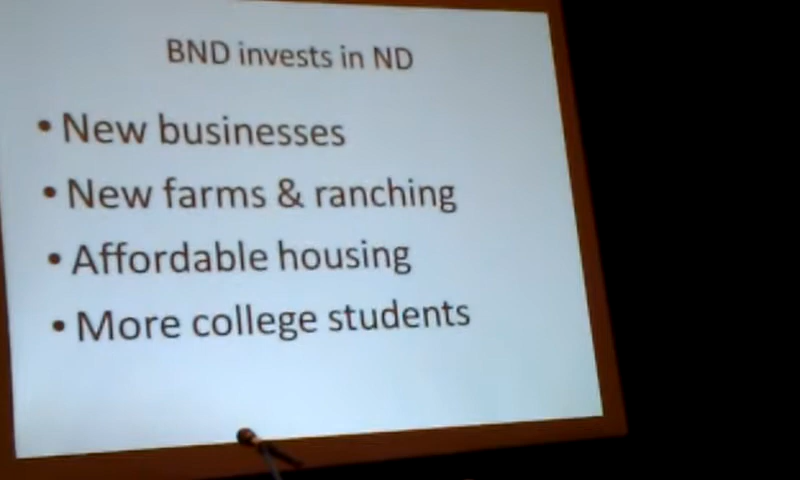 BND invests in ND
• New businesses
• New farms & ranching
• Affordable housing
• More college students